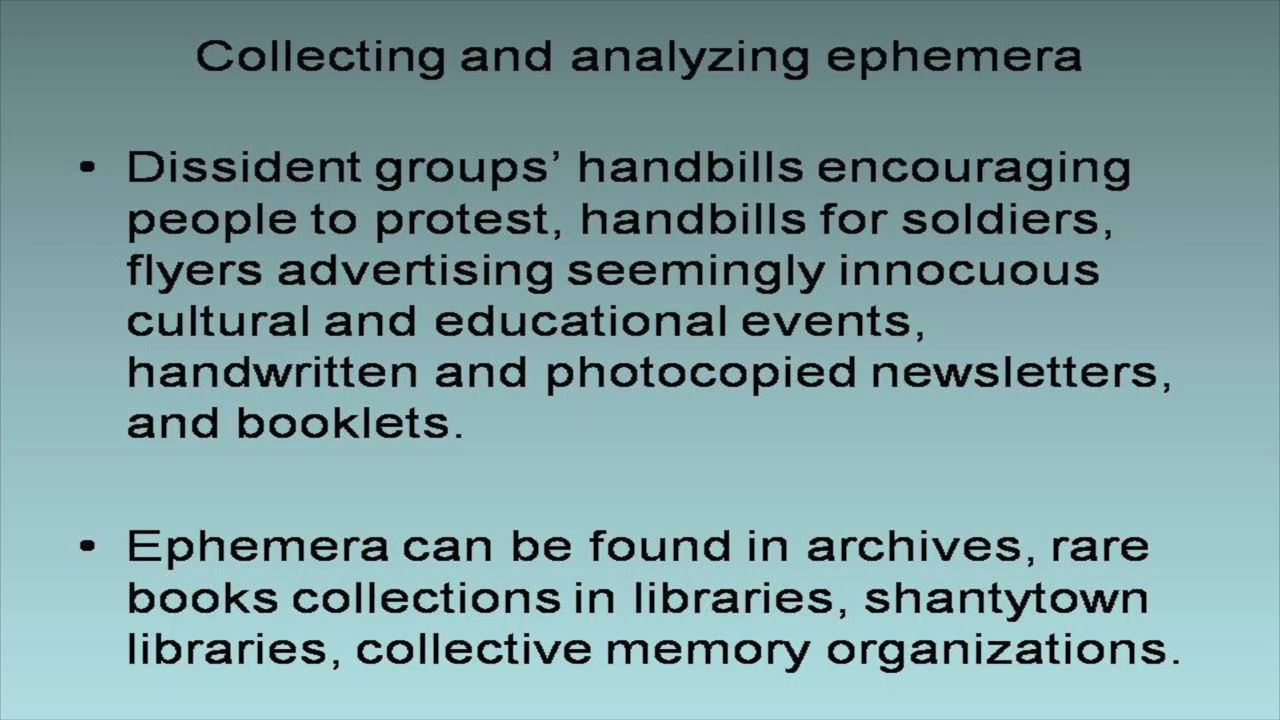 Collecting and analyzing ephemera
• Dissident groups’ handbills encouraging
people to protest, handbills for soldiers,
flyers advertising seemingly innocuous
cultural and educational events,
handwritten and photocopied newsletters,
and booklets.
• Ephemera can be found in archives, rare
books collections in libraries, shantytown
libraries, collective memory organizations.